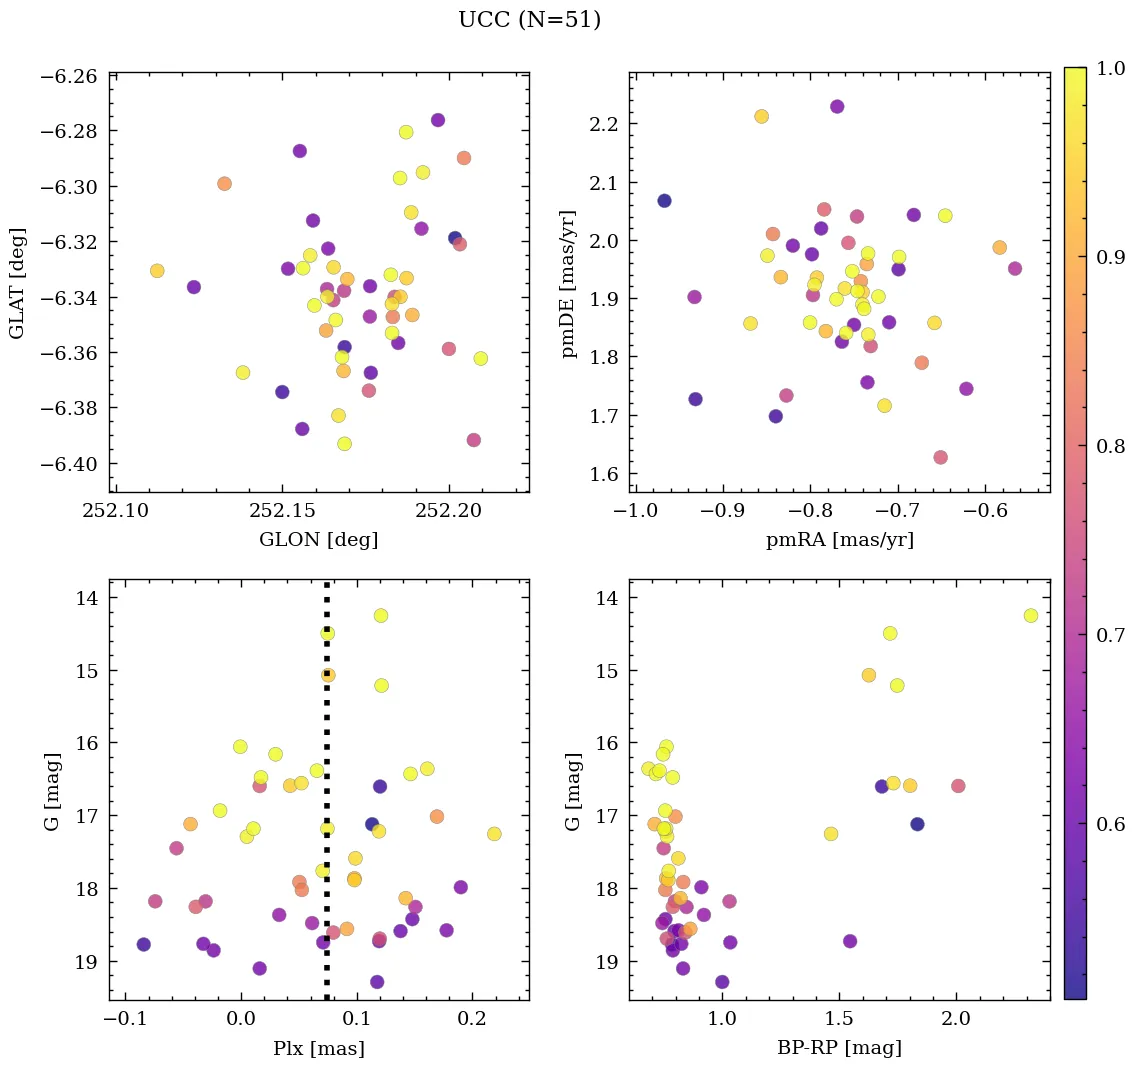 UCC (N=51)
−6.26
−6.28
−6.30
−6.32
−6.34
−6.36
−6.38
−6.40
GLAT [deg]
252.10 252.15 252.20
GLON [deg]
2.2
2.1
2.0
1.9
1.8
1.7
1.6
pmDE [mas/yr]
−1.0 −0.9 −0.8 −0.7 −0.6
pmRA [mas/yr]
14
15
16
17
18
19
G [mag]
−0.1 0.0 0.1 0.2
Plx [mas]
14
15
16
17
18
19
G [mag]
1.0 1.5 2.0
BP-RP [mag]
1.0
0.9
0.8
0.7
0.6